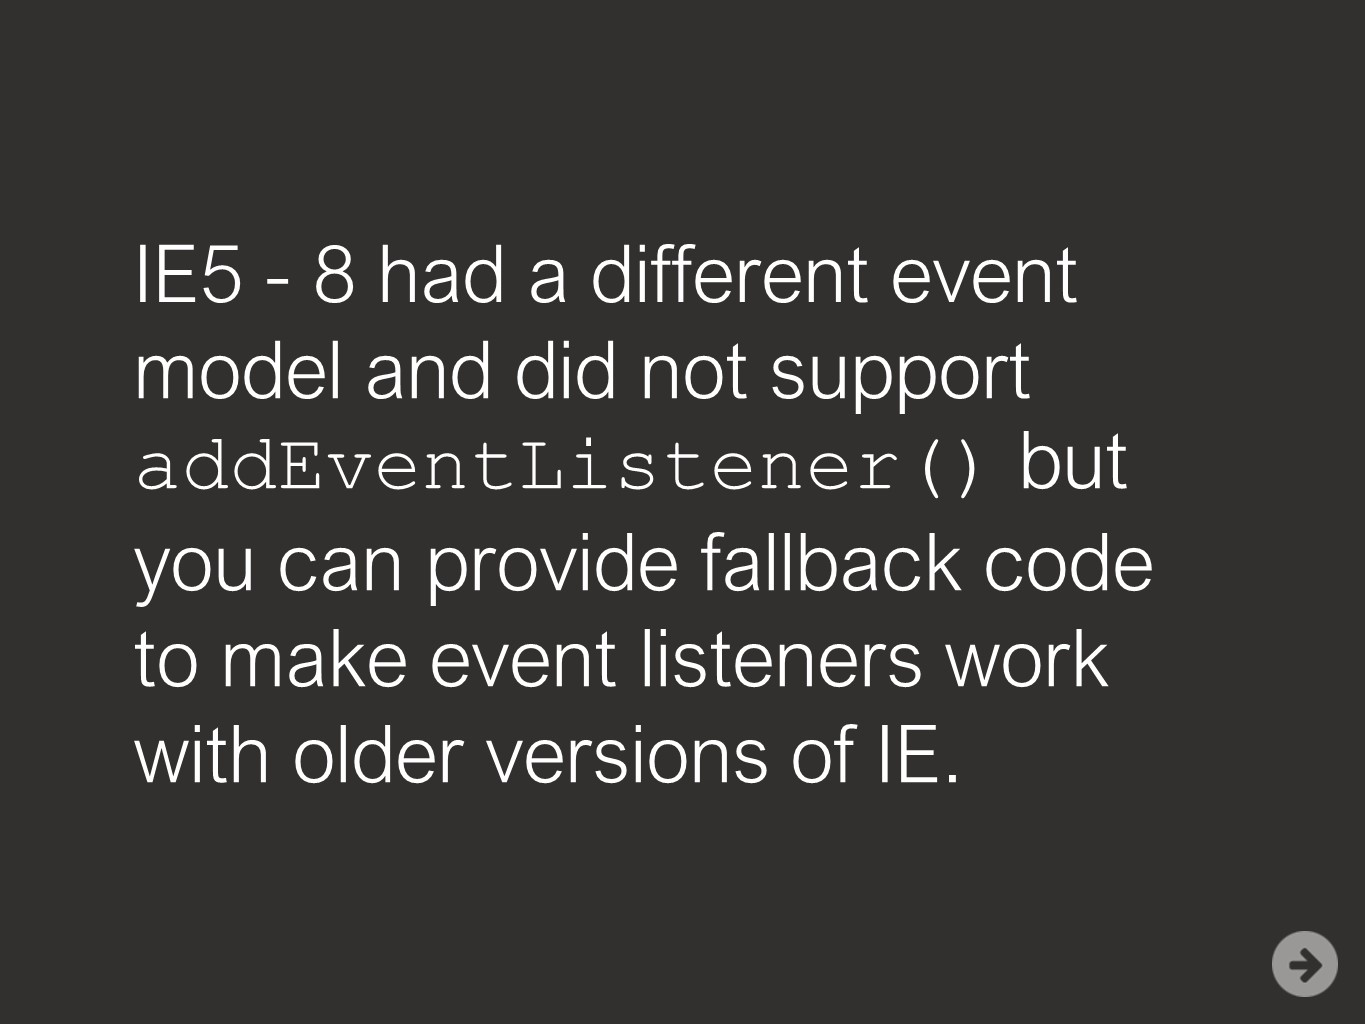 IE5 - 8 had a different event
model and did not support
addEventListener() but
you can provide fallback code
to make event listeners work
with older versions of IE.